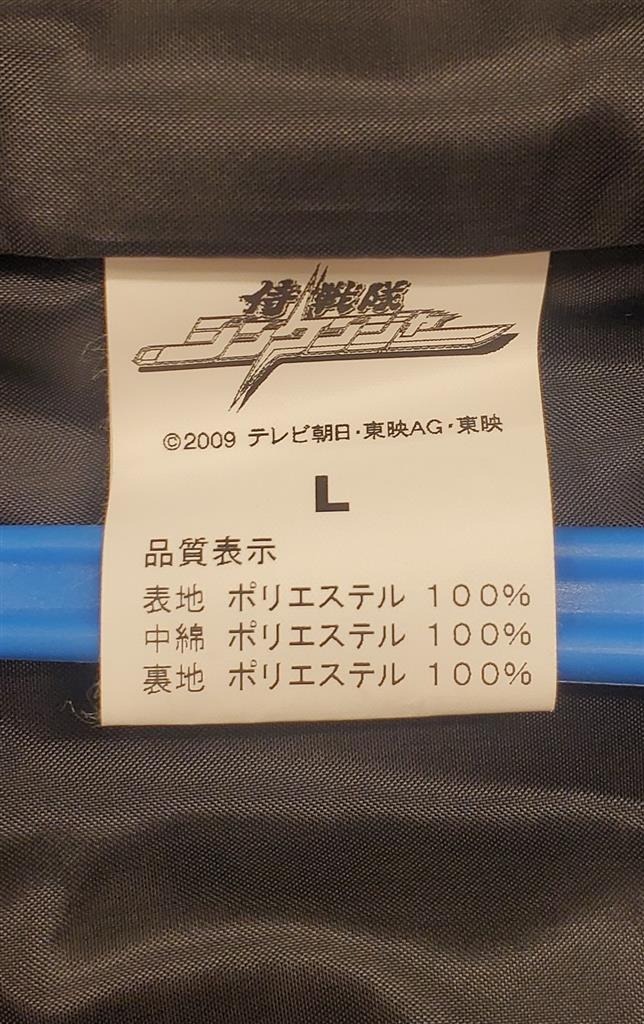 侍戦隊
シンケンジャー
©2009 テレビ朝日・東映AG・東映
L
品質表示
表地 ポリエステル 100%
中綿 ポリエステル 100%
裏地 ポリエステル 100%